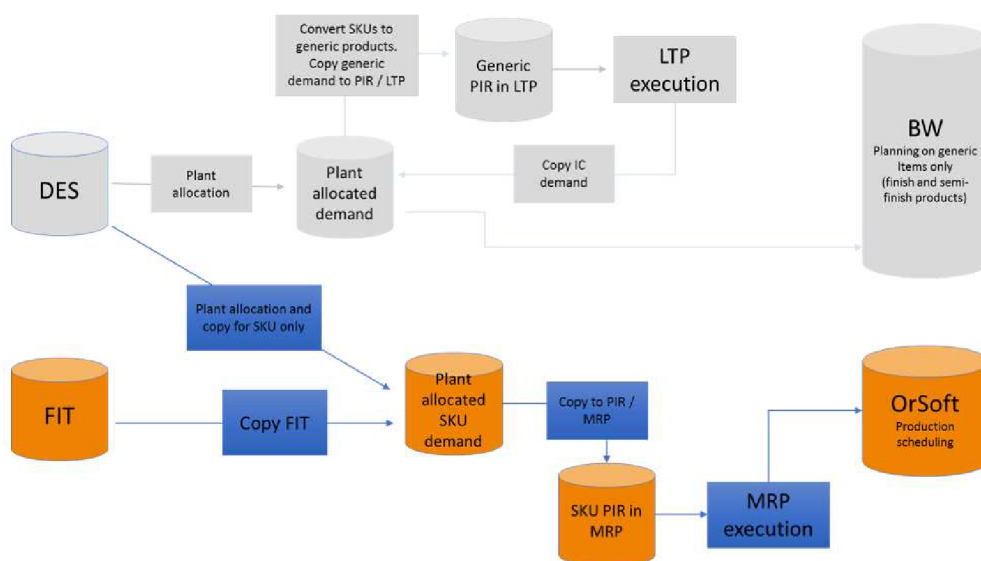 Convert SKUs to
generic products.
Copy generic
demand to PIR / LTP
Generic
PIR in LTP
LTP
execution
BW
Planning on generic
Items only
(finish and semi-
finish products)
DES
Plant
allocation
Plant
allocated
demand
Copy IC
demand
Plant allocation and
copy for SKU only
FIT
Copy FIT
Plant
allocated
SKU
demand
Copy to PIR /
MRP
OrSoft
Production
scheduling
SKU PIR in
MRP
MRP
execution